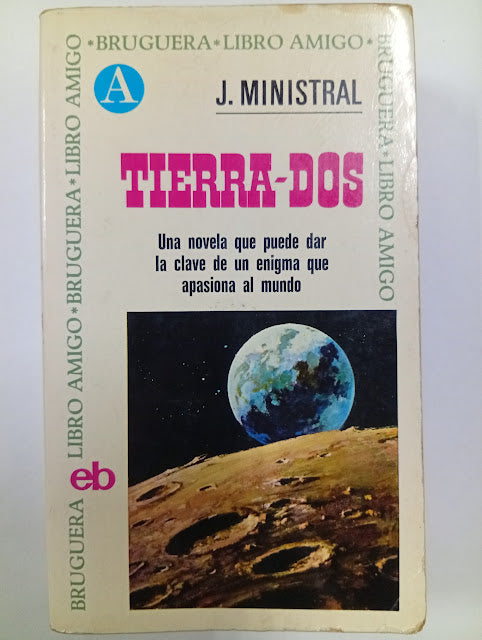 *BRUGUERA*LIBRO AMIGO*
BRUGUERA*LIBRO AMIGO
BRUGUERA LIBRO AMIGO*BRUGUERA*LIBRO AMIGO
A
J. MINISTRAL
TIERRA-DOS
Una novela que puede dar
la clave de un enigma que
apasiona al mundo
eb